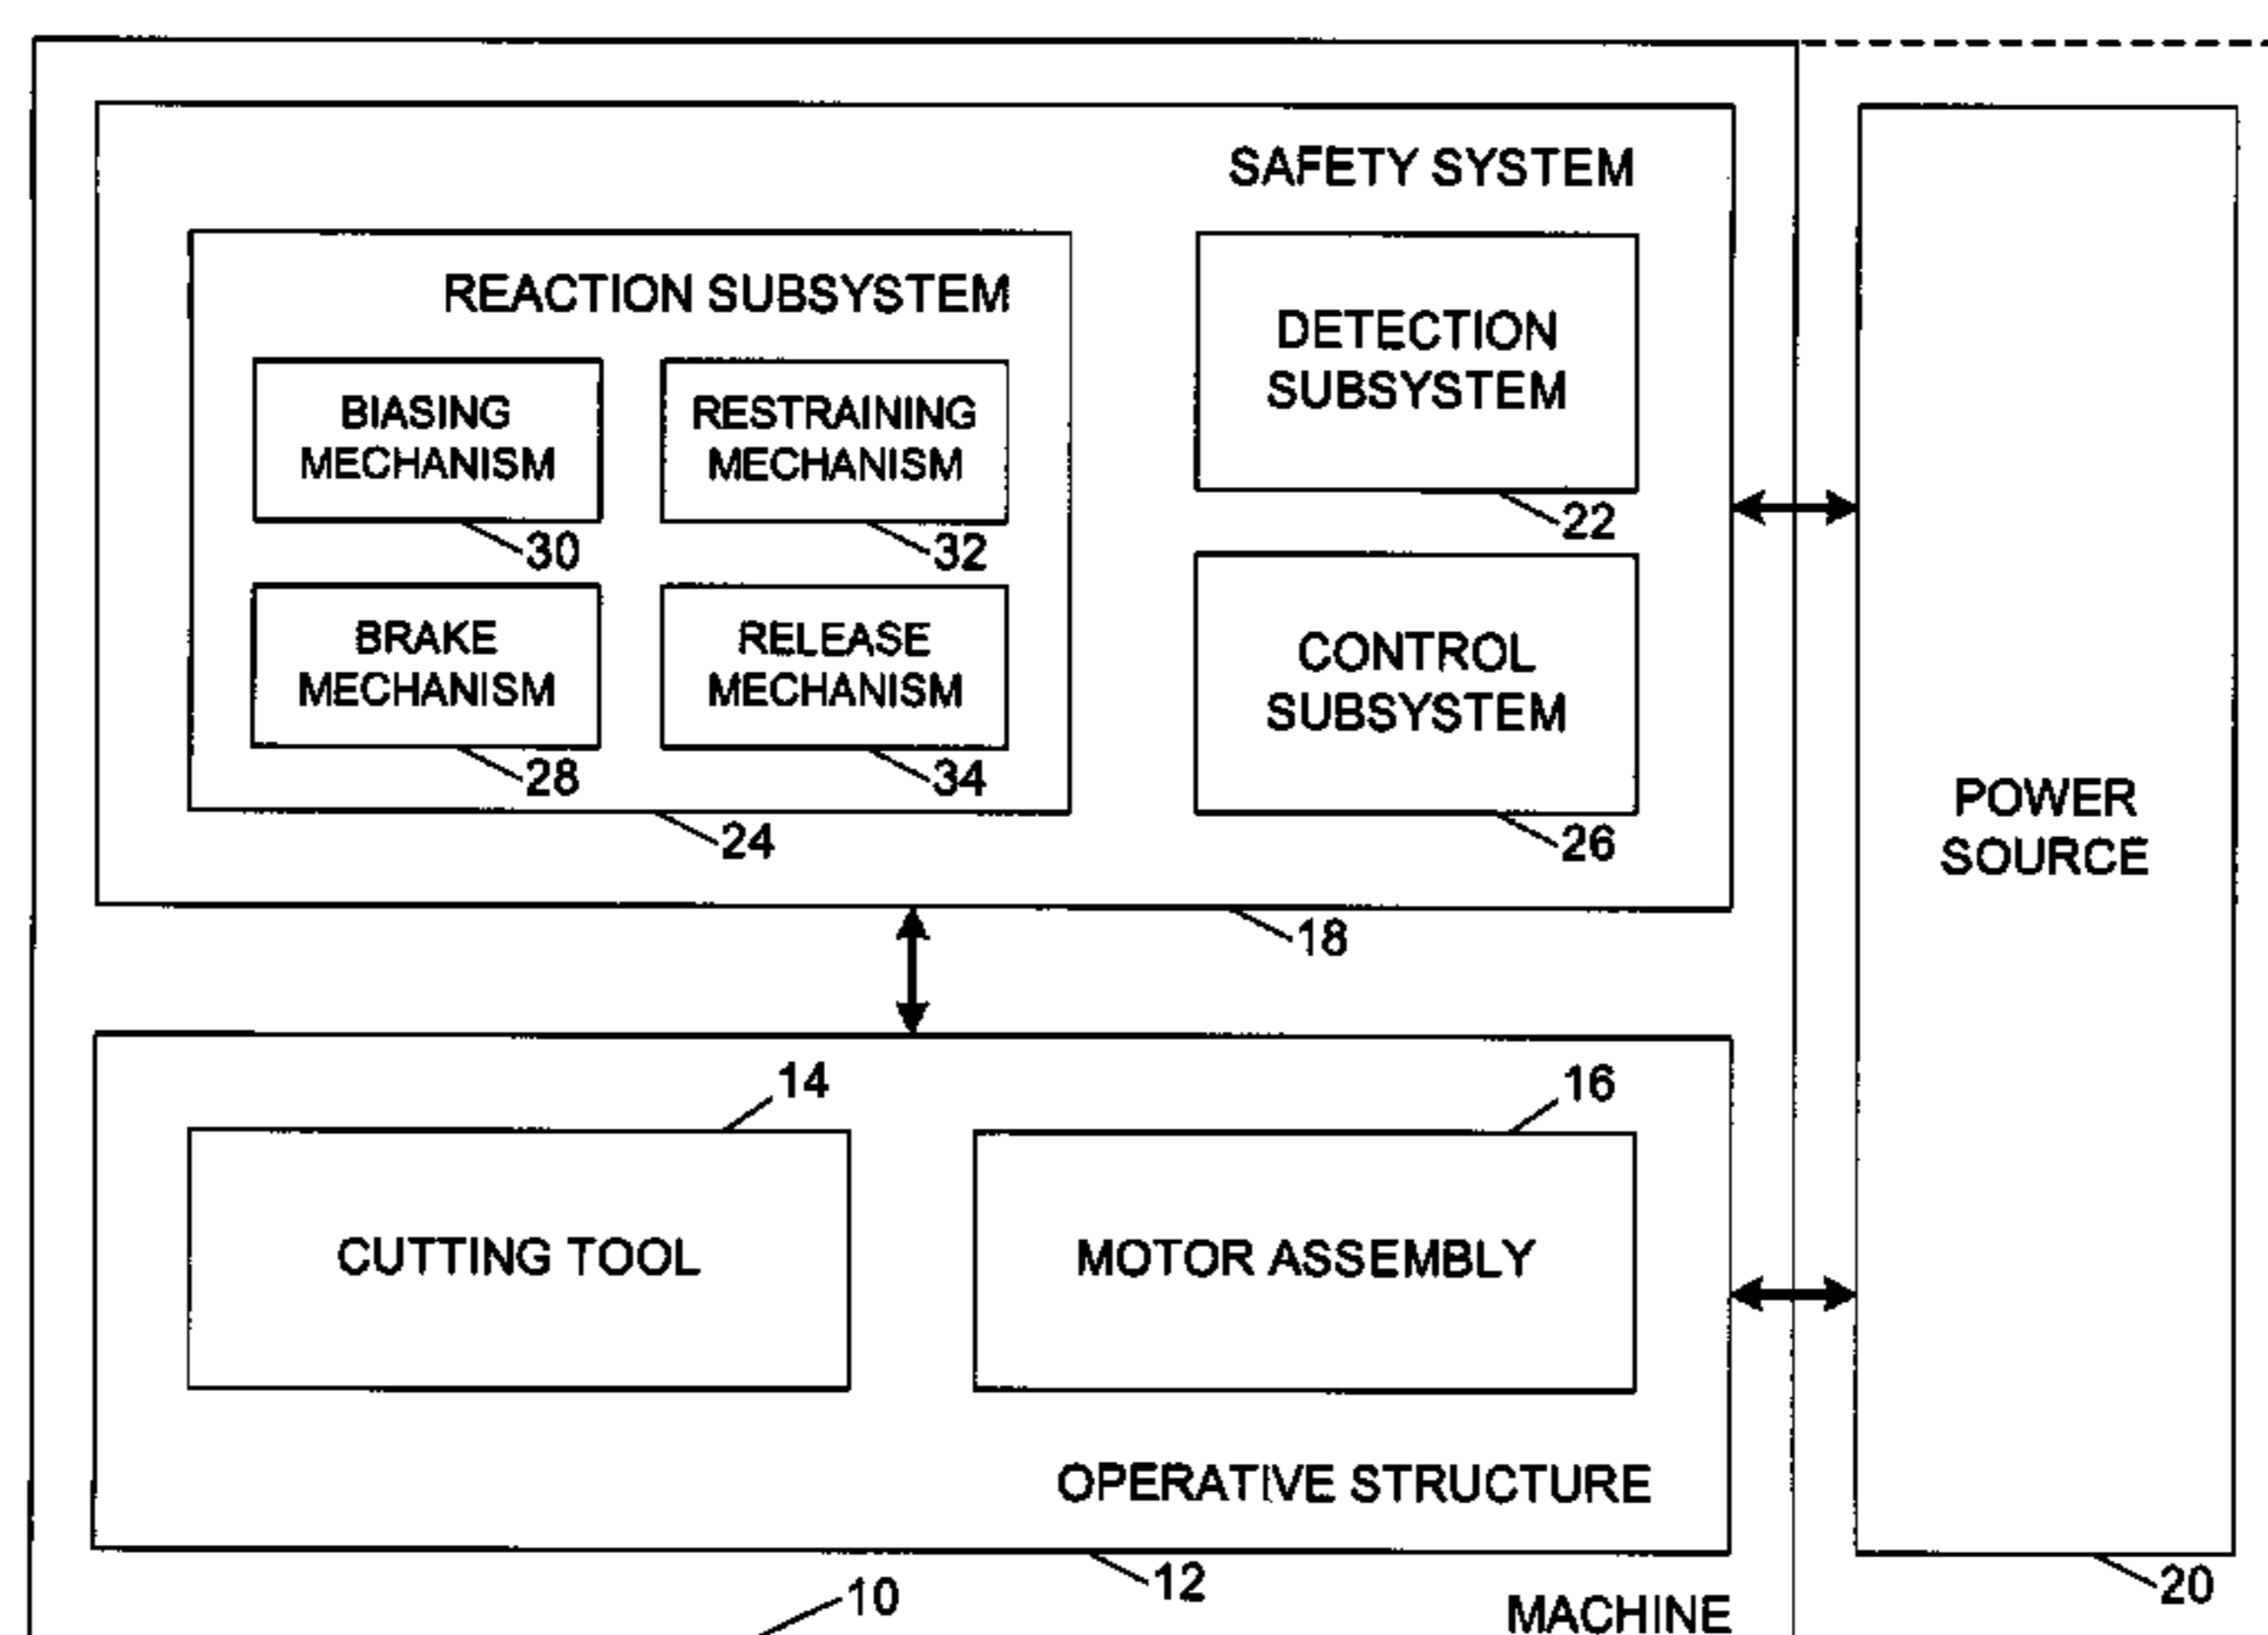 SAFETY SYSTEM
REACTION SUBSYSTEM
BIASING
MECHANISM
30
RESTRAINING
MECHANISM
32
BRAKE
MECHANISM
28
RELEASE
MECHANISM
34
24
DETECTION
SUBSYSTEM
22
CONTROL
SUBSYSTEM
26
18
POWER
SOURCE
20
14
CUTTING TOOL
16
MOTOR ASSEMBLY
OPERATIVE STRUCTURE
12
10
MACHINE